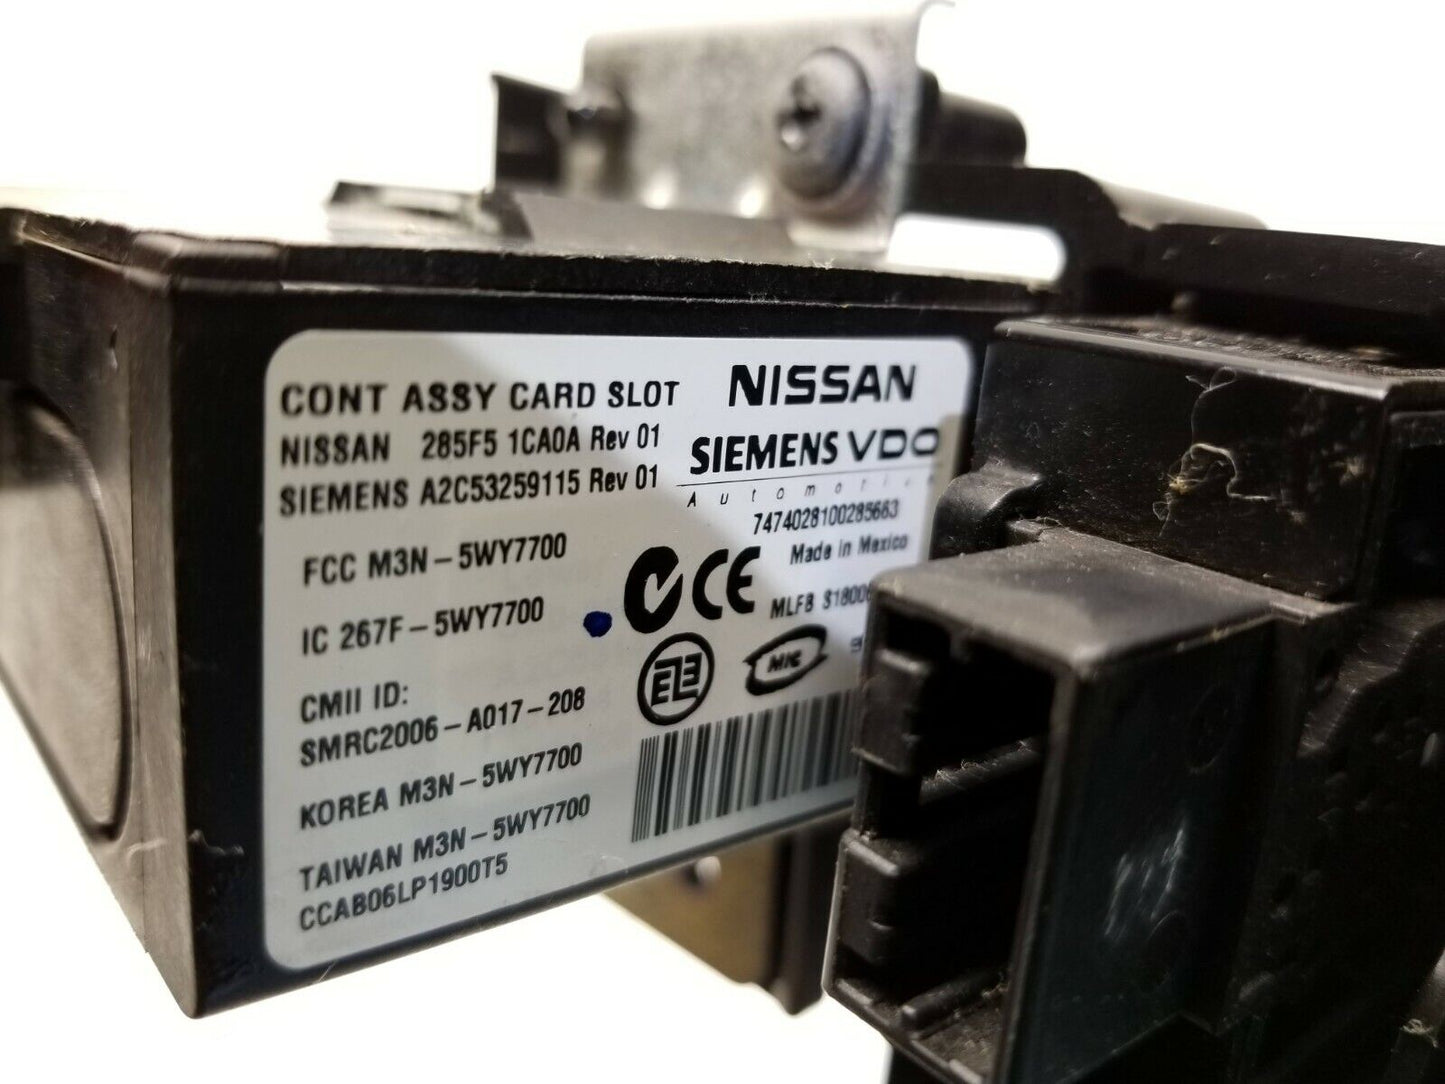 CONT ASSY CARD SLOT
NISSAN 285F5 1CA0A Rev 01
SIEMENS A2C53259115 Rev 01
FCC M3N-5WY7700
IC 267F-5WY7700
CMII ID:
SMRC2006-A017-208
KOREA M3N-5WY7700
TAIWAN M3N-5WY7700
CCAB06LP1900T5
NISSAN
SIEMENS VDO
Automotive
7474028100285683
Made in Mexico
CE
MLFB
MIC